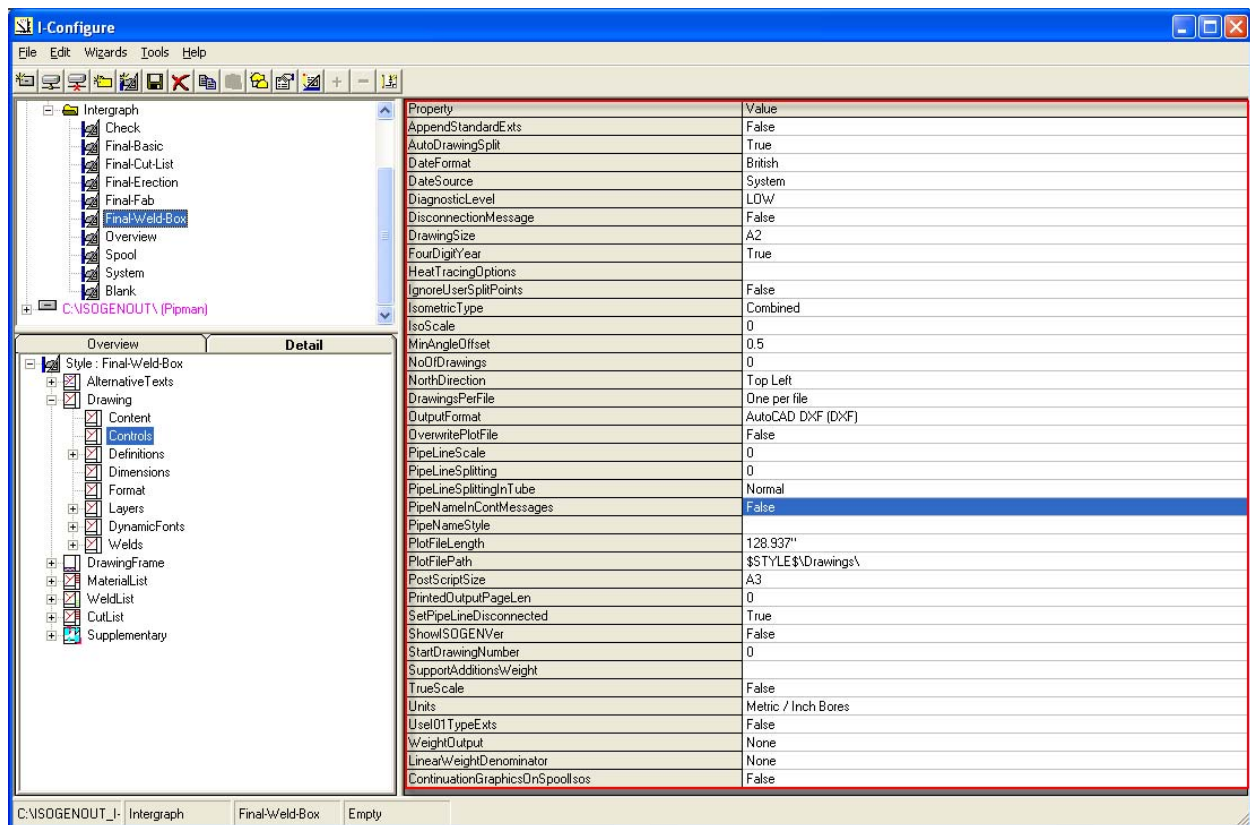 I-Configure
File Edit Wizards Tools Help
Intergraph
Check
Final-Basic
Final-Cut-List
Final-Erection
Final-Fab
Final-Weld-Box
Overview
Spool
System
Blank
C:\ISOGENOUT\ (Pipman)
Overview Detail
Style : Final-Weld-Box
AlternativeTexts
Drawing
Content
Controls
Definitions
Dimensions
Format
Layers
DynamicFonts
Welds
DrawingFrame
MaterialList
WeldList
CutList
Supplementary
Property Value
AppendStandardExts False
AutoDrawingSplit True
DateFormat British
DateSource System
DiagnosticLevel LOW
DisconnectionMessage False
DrawingSize A2
FourDigitYear True
HeatTracingOptions
IgnoreUserSplitPoints False
IsometricType Combined
IsoScale 0
MinAngleOffset 0.5
NoOfDrawings 0
NorthDirection Top Left
DrawingsPerFile One per file
OutputFormat AutoCAD DXF (DXF)
OverwritePlotFile False
PipeLineScale 0
PipeLineSplitting 0
PipeLineSplittingInTube Normal
PipeNameInContMessages False
PipeNameStyle
PlotFileLength 128.937"
PlotFilePath $STYLE$\Drawings\
PostScriptSize A3
PrintedOutputPageLen 0
SetPipeLineDisconnected True
ShowISOGENVer False
StartDrawingNumber 0
SupportAdditionsWeight
TrueScale False
Units Metric / Inch Bores
UseI01TypeExts False
WeightOutput None
LinearWeightDenominator None
ContinuationGraphicsOnSpoolIsos False
C:\ISOGENOUT_I- Intergraph Final-Weld-Box Empty